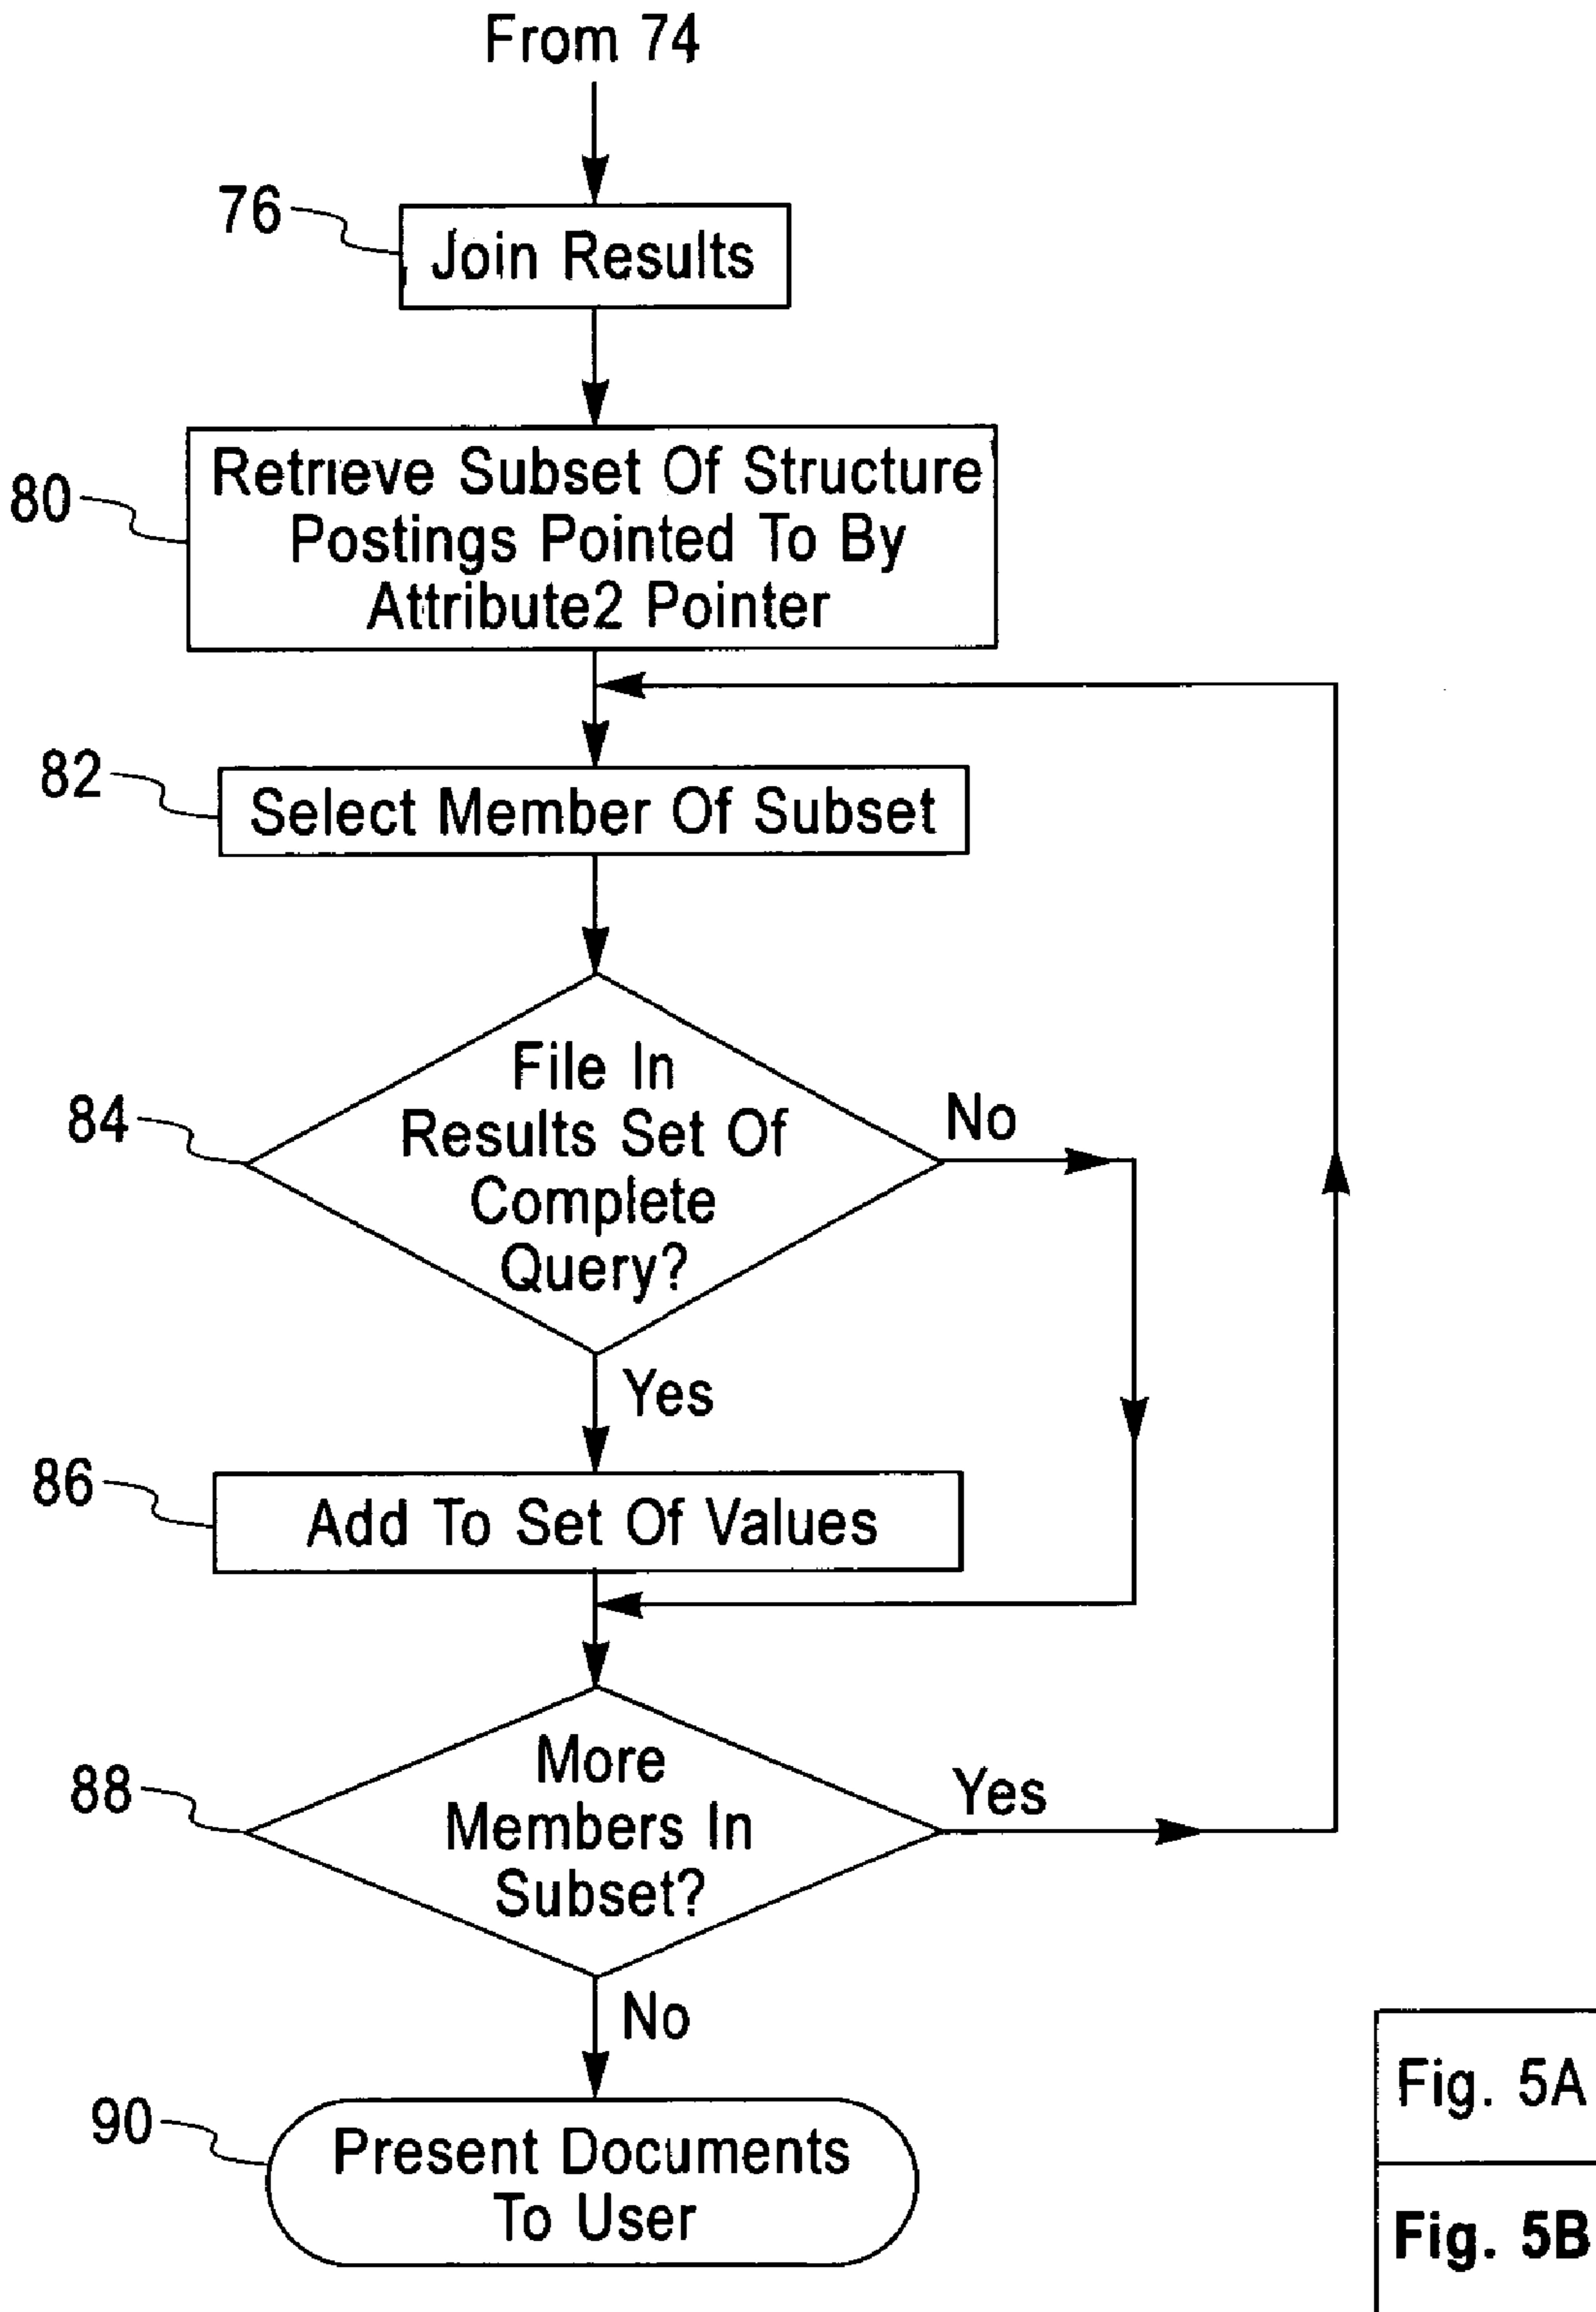 From 74
76
Join Results
80
Retrieve Subset Of Structure
Postings Pointed To By
Attribute2 Pointer
82
Select Member Of Subset
84
File In
Results Set Of
Complete
Query?
No
Yes
86
Add To Set Of Values
88
More
Members In
Subset?
Yes
No
90
Present Documents
To User
Fig. 5A
Fig. 5B